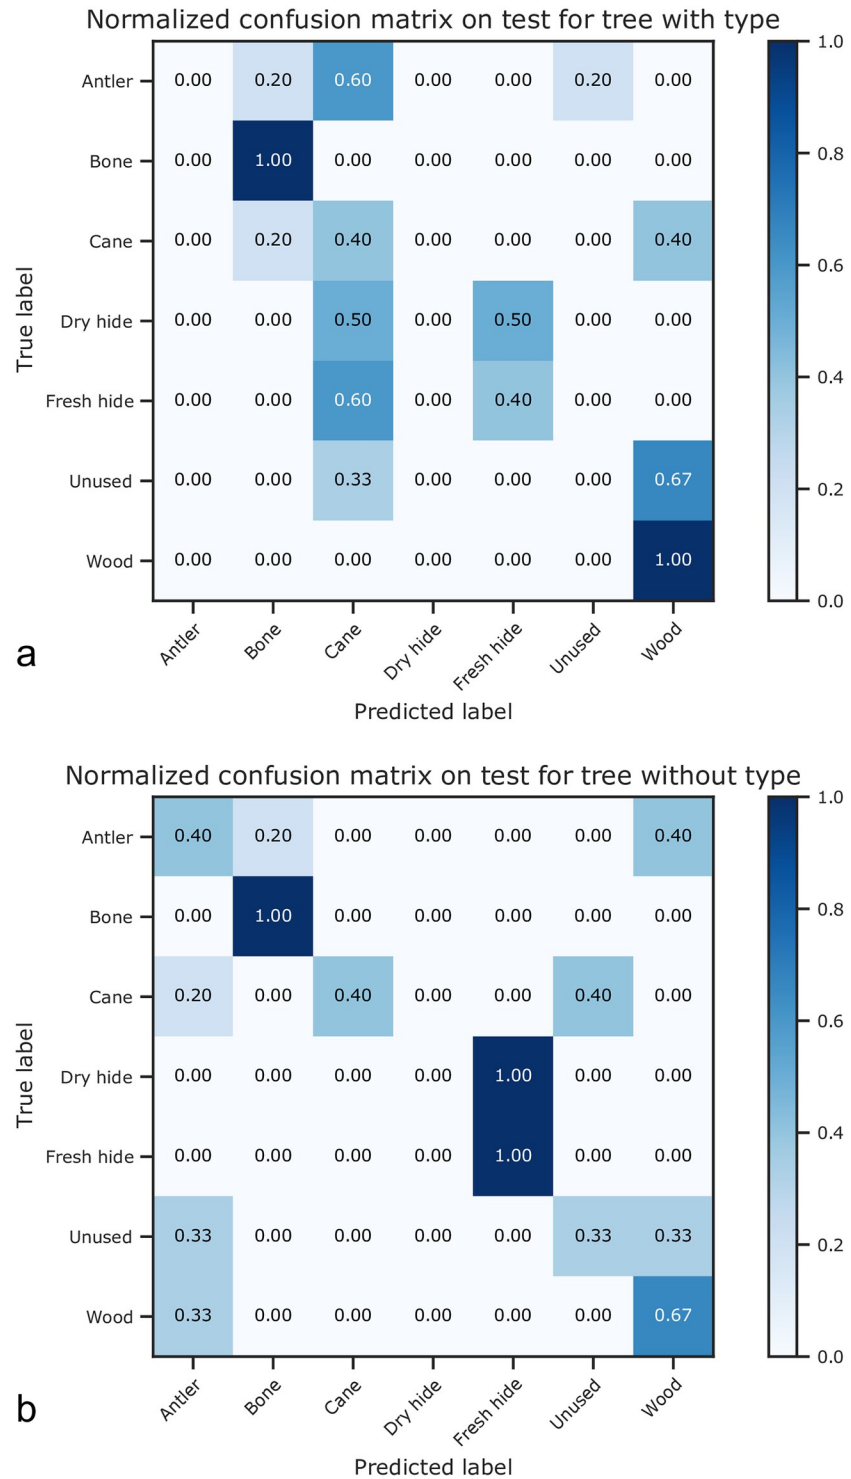 Normalized confusion matrix on test for tree with type
Antler 0.00 0.20 0.60 0.00 0.00 0.20 0.00 1.0
Bone 0.00 1.00 0.00 0.00 0.00 0.00 0.00 0.8
Cane 0.00 0.20 0.40 0.00 0.00 0.00 0.40 0.6
Dry hide 0.00 0.00 0.50 0.00 0.50 0.00 0.00
Fresh hide 0.00 0.00 0.60 0.00 0.40 0.00 0.00 0.4
Unused 0.00 0.00 0.33 0.00 0.00 0.00 0.67 0.2
Wood 0.00 0.00 0.00 0.00 0.00 0.00 1.00 0.0
True label
Antler Bone Cane Dry hide Fresh hide Unused Wood
a
Predicted label
Normalized confusion matrix on test for tree without type
Antler 0.40 0.20 0.00 0.00 0.00 0.00 0.40 1.0
Bone 0.00 1.00 0.00 0.00 0.00 0.00 0.00 0.8
Cane 0.20 0.00 0.40 0.00 0.00 0.40 0.00 0.6
Dry hide 0.00 0.00 0.00 0.00 1.00 0.00 0.00
Fresh hide 0.00 0.00 0.00 0.00 1.00 0.00 0.00 0.4
Unused 0.33 0.00 0.00 0.00 0.00 0.33 0.33 0.2
Wood 0.33 0.00 0.00 0.00 0.00 0.00 0.67 0.0
True label
Antler Bone Cane Dry hide Fresh hide Unused Wood
b
Predicted label